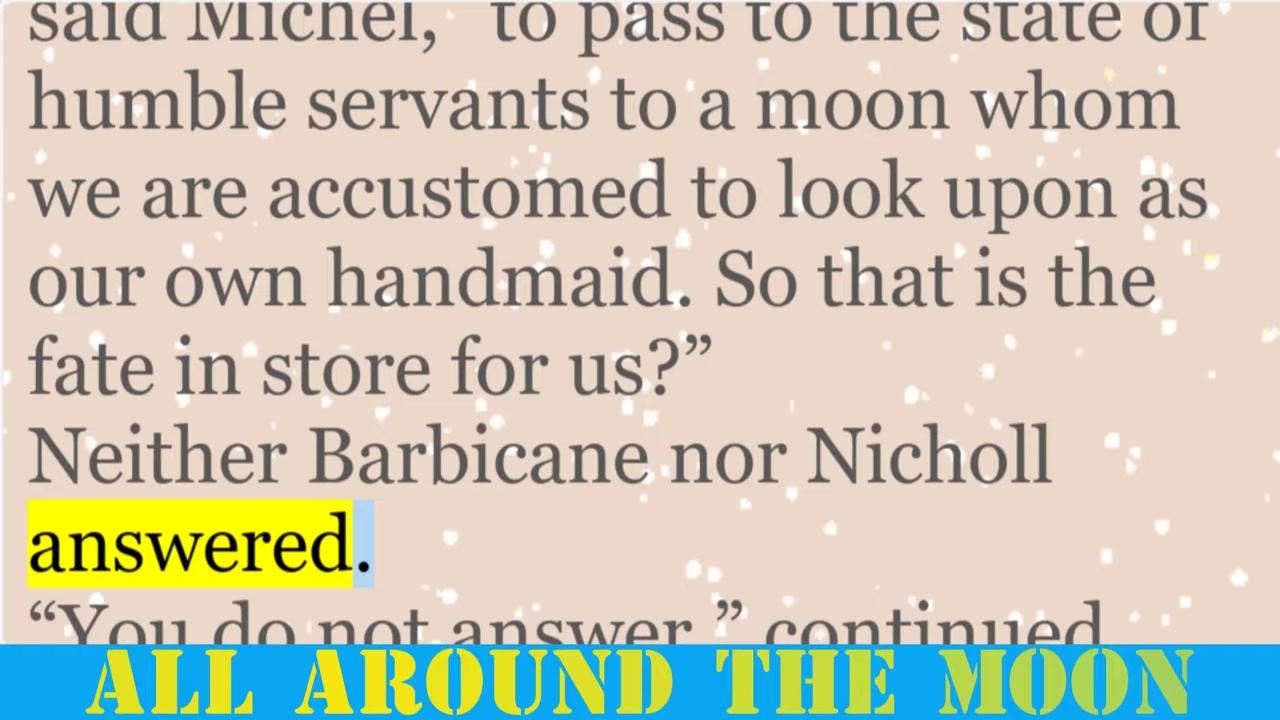 said Michel, “to pass to the state of
humble servants to a moon whom
we are accustomed to look upon as
our own handmaid. So that is the
fate in store for us?”
Neither Barbicane nor Nicholl
answered.
“You do not answer,” continued
ALL AROUND THE MOON